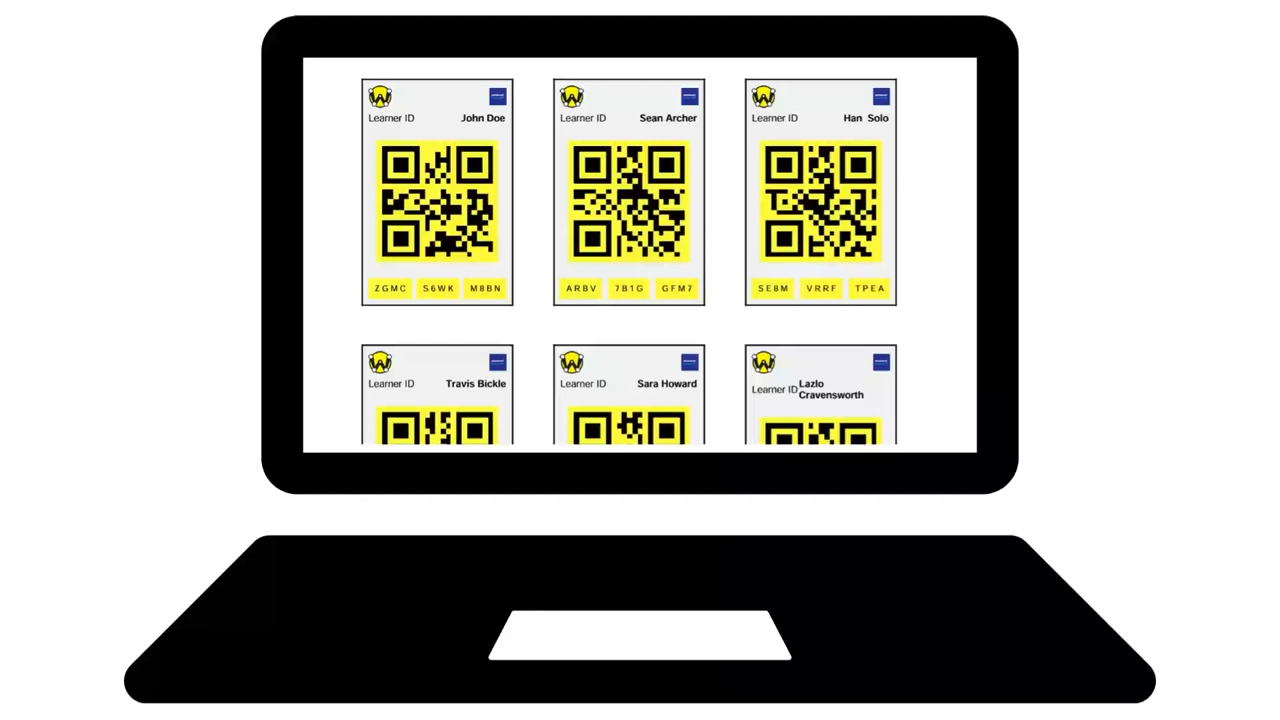 Learner ID John Doe
ZGMC S6WK M8BN
Learner ID Sean Archer
ARBV 7B1G GFM7
Learner ID Han Solo
SE8M VRRF TPEA
Learner ID Travis Bickle
Learner ID Sara Howard
Learner ID Lazlo
Cravensworth